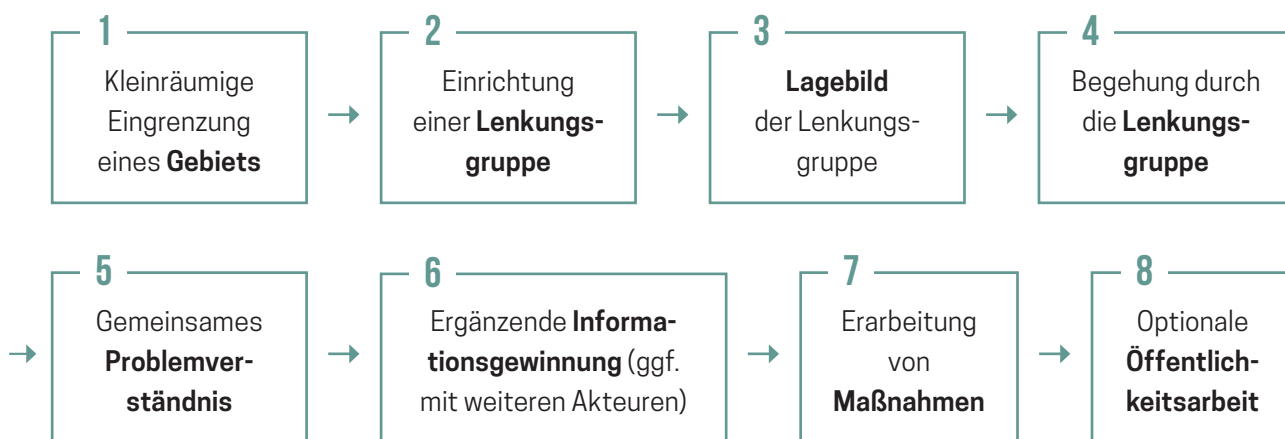 1
Kleinräumige
Eingrenzung
eines Gebiets
2
Einrichtung
einer Lenkungs-
gruppe
3
Lagebild
der Lenkungs-
gruppe
4
Begehung durch
die Lenkungs-
gruppe
5
Gemeinsames
Problemver-
ständnis
6
Ergänzende Informa-
tionsgewinnung (ggf.
mit weiteren Akteuren)
7
Erarbeitung
von
Maßnahmen
8
Optionale
Öffentlich-
keitsarbeit